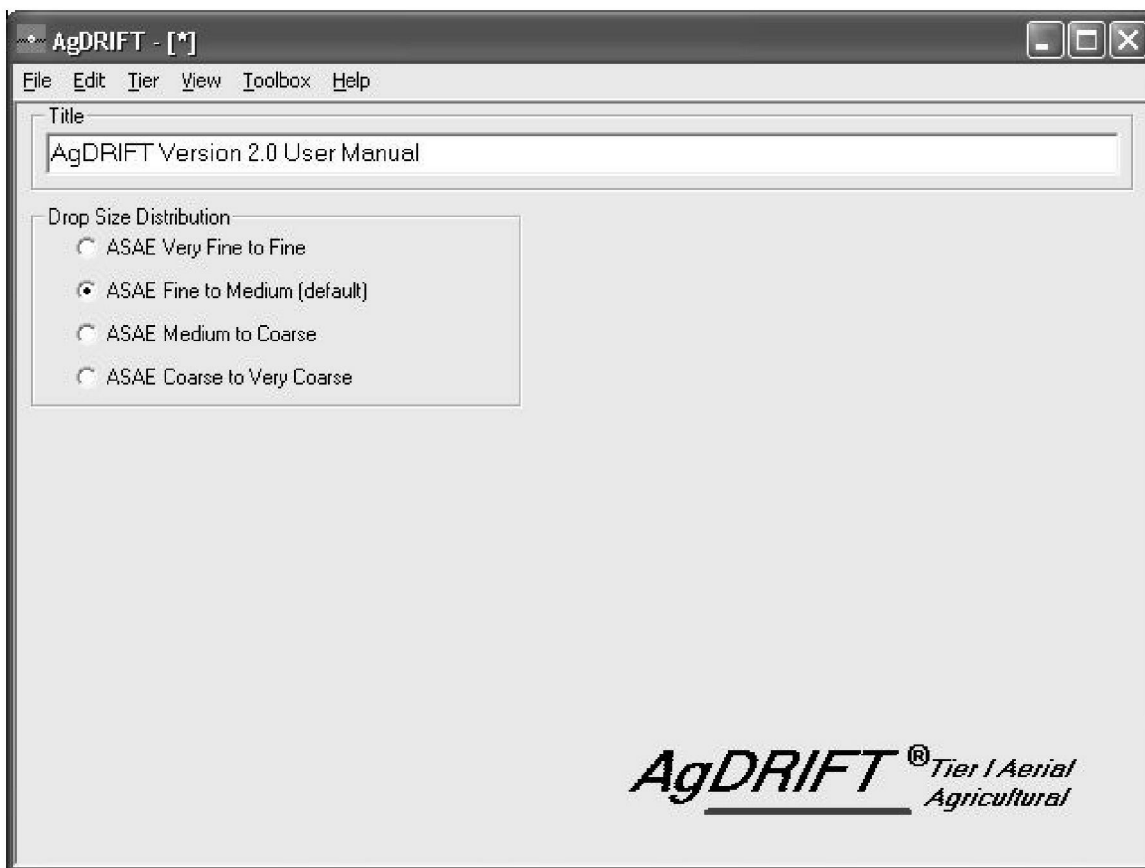 AgDRIFT - [*]
File Edit Tier View Toolbox Help
Title
AgDRIFT Version 2.0 User Manual
Drop Size Distribution
ASAE Very Fine to Fine
ASAE Fine to Medium (default)
ASAE Medium to Coarse
ASAE Coarse to Very Coarse
AgDRIFT ® Tier I Aerial
Agricultural